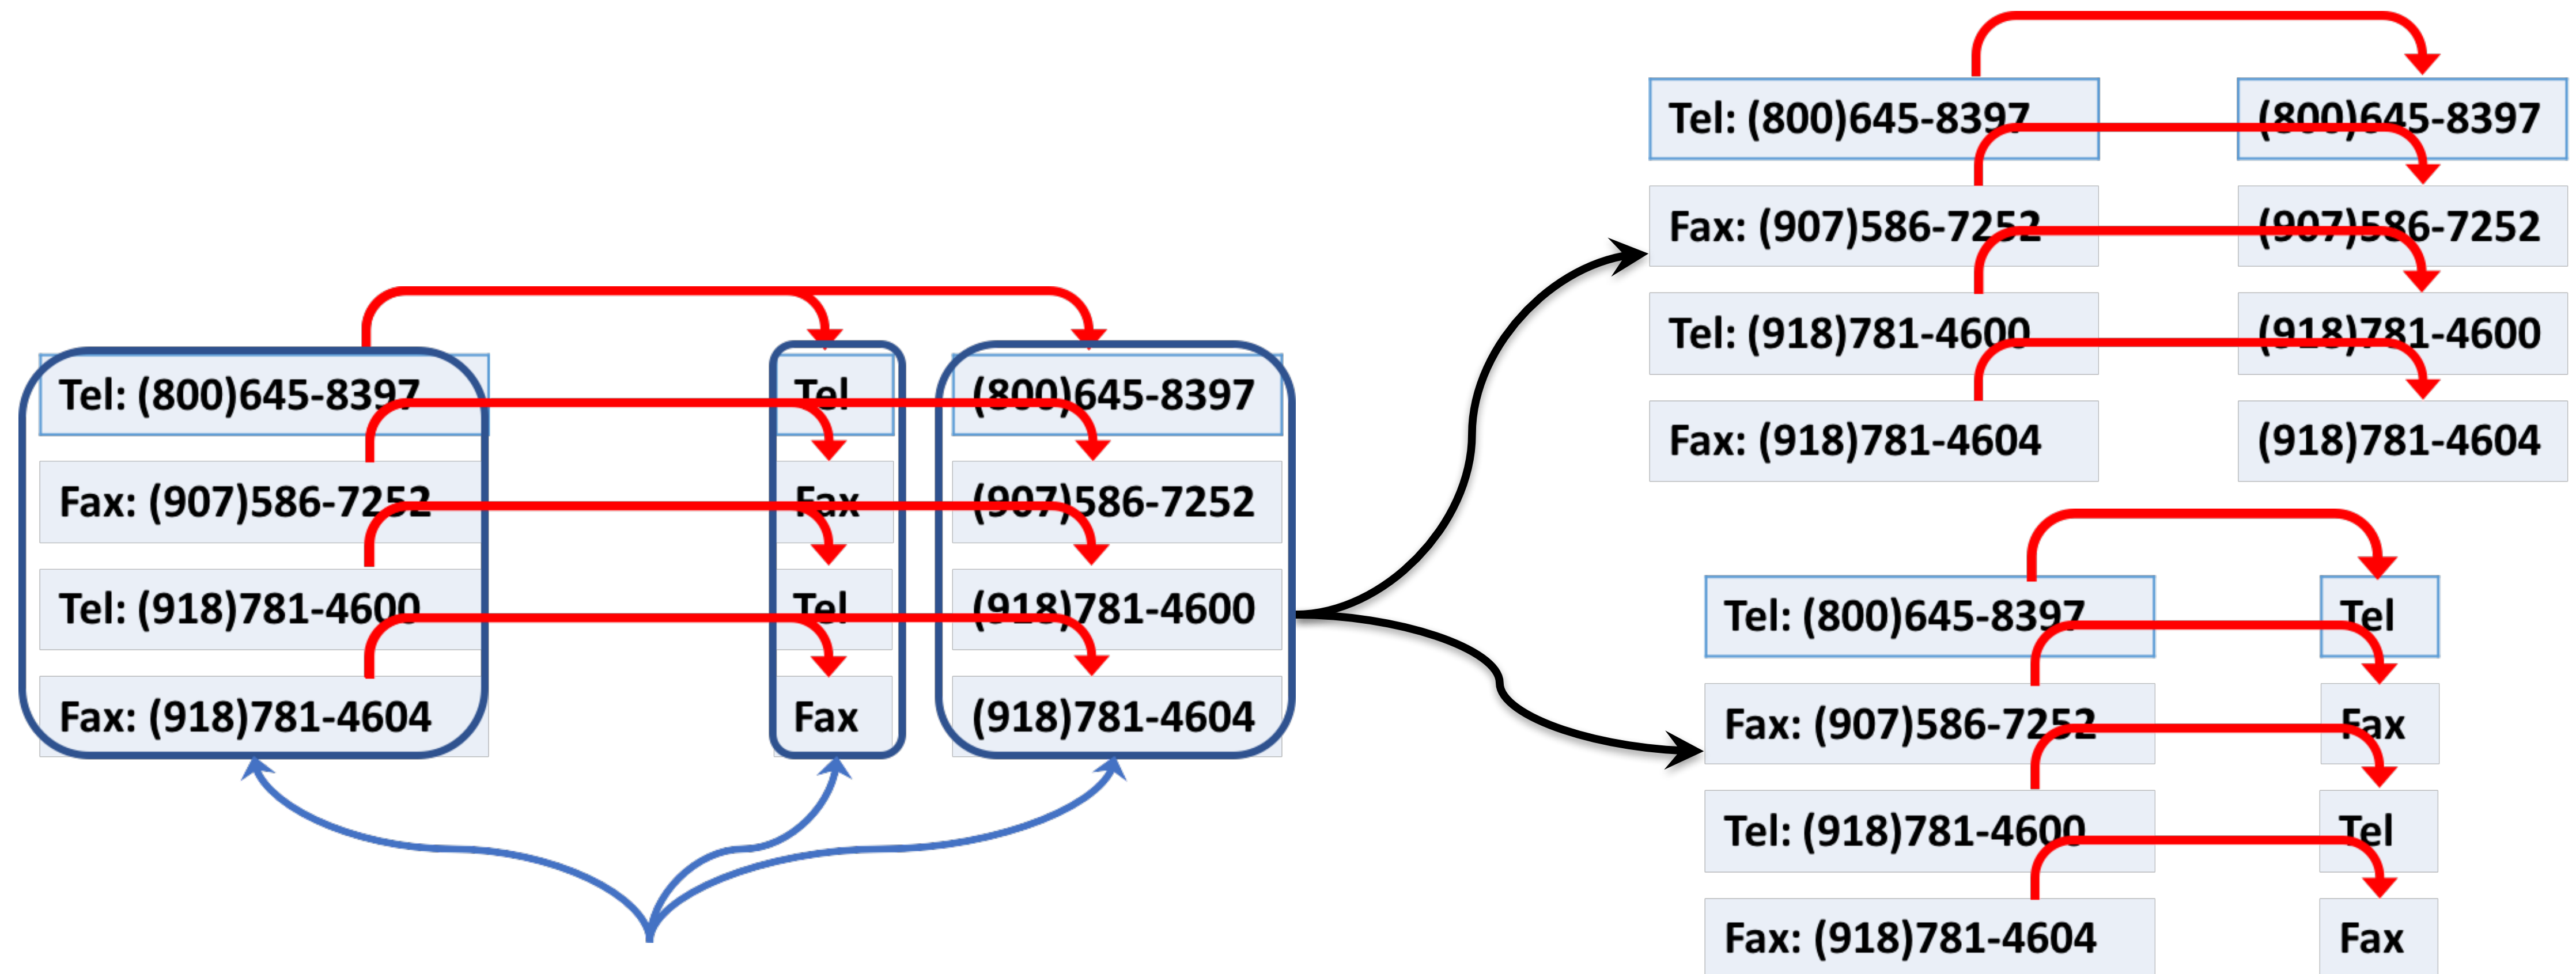 Tel: (800)645-8397 Tel (800)645-8397
Fax: (907)586-7252 Fax (907)586-7252
Tel: (918)781-4600 Tel (918)781-4600
Fax: (918)781-4604 Fax (918)781-4604
Tel: (800)645-8397 (800)645-8397
Fax: (907)586-7252 (907)586-7252
Tel: (918)781-4600 (918)781-4600
Fax: (918)781-4604 (918)781-4604
Tel: (800)645-8397 Tel
Fax: (907)586-7252 Fax
Tel: (918)781-4600 Tel
Fax: (918)781-4604 Fax